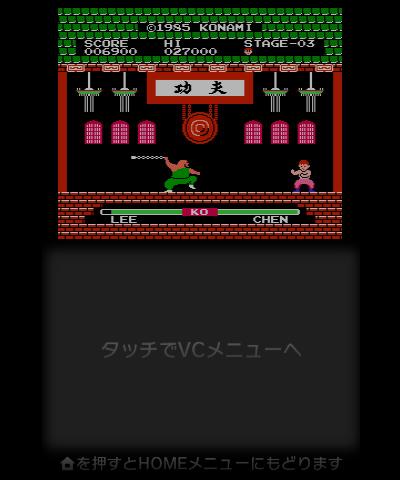 ©1985 KONAMI
SCORE HI STAGE-03
006900 027000
功夫
KO
LEE CHEN
タッチでVCメニューへ
を押すとHOMEメニューにもどります